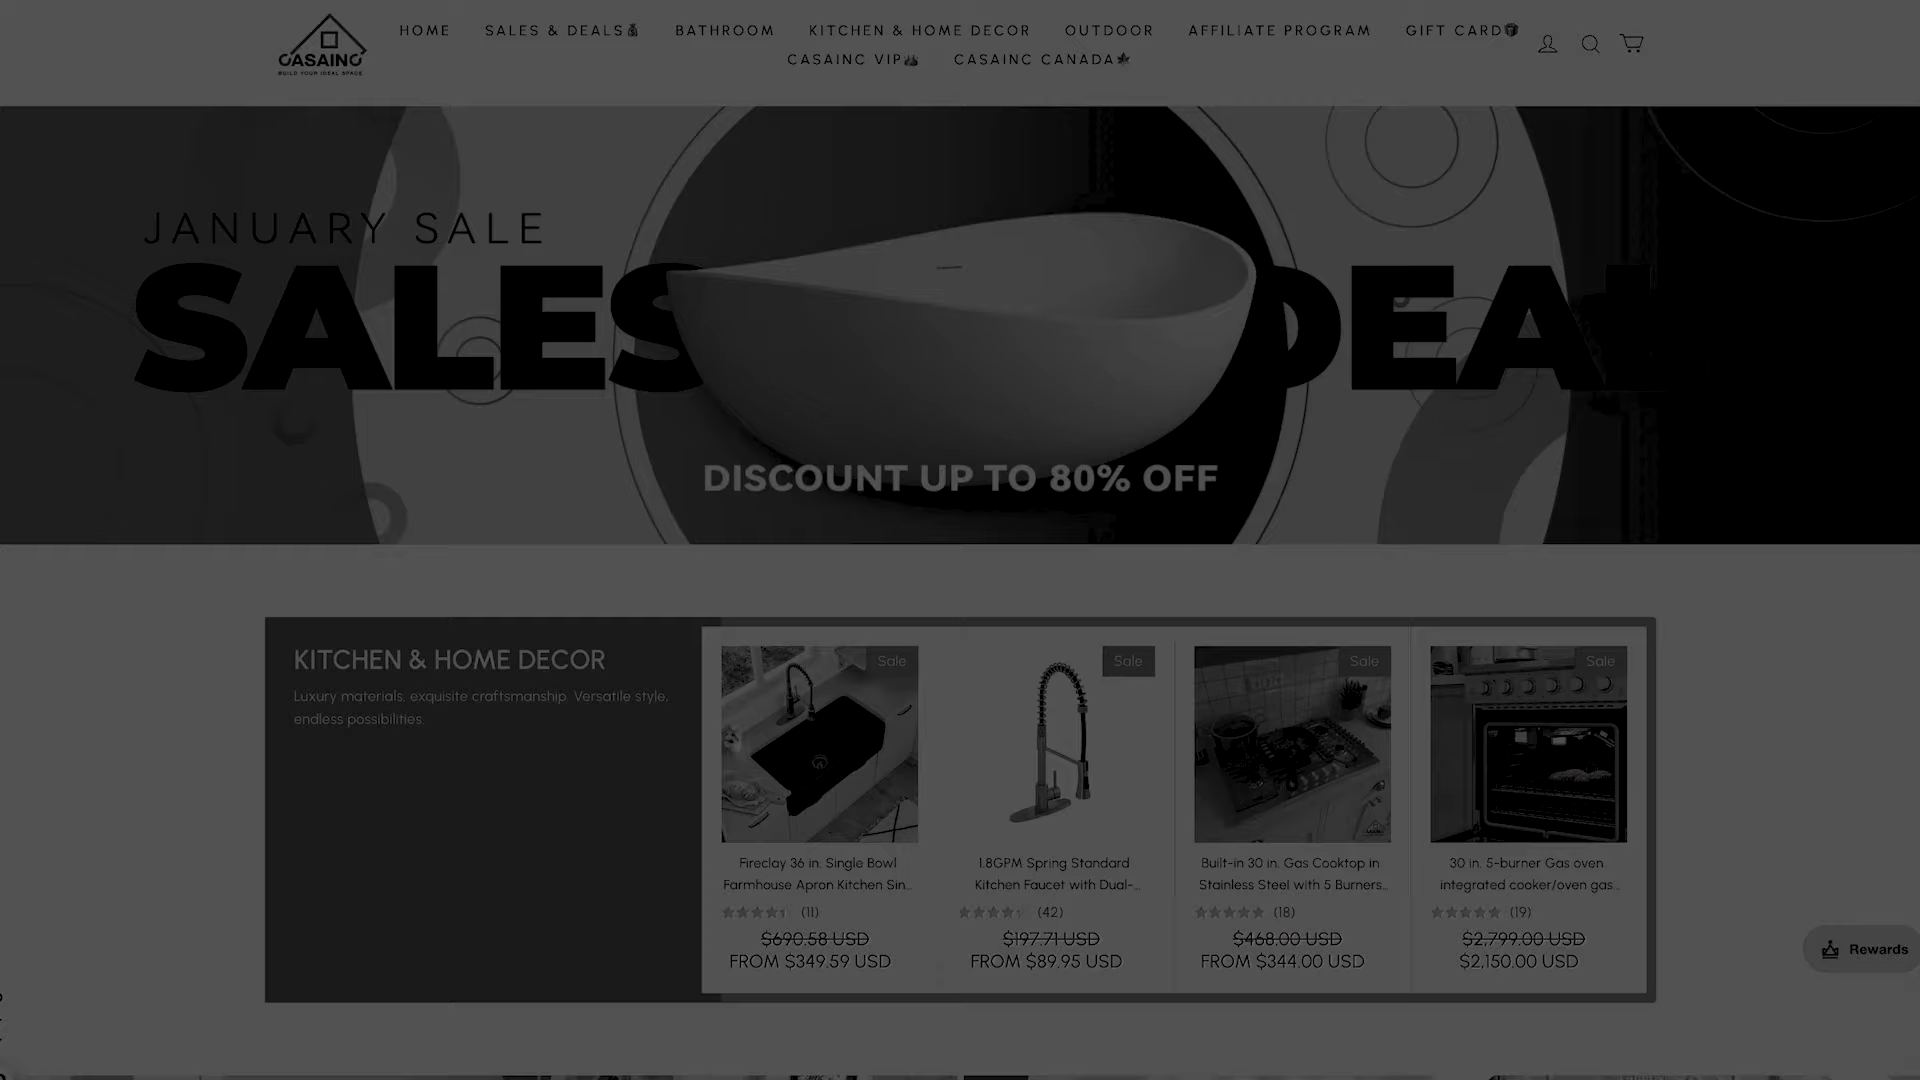 CASAINC
BUILD YOUR IDEAL SPACE
HOME
SALES & DEALS
BATHROOM
KITCHEN & HOME DECOR
OUTDOOR
AFFILIATE PROGRAM
GIFT CARD
CASAINC VIP
CASAINC CANADA
JANUARY SALE
SALES DEAL
DISCOUNT UP TO 80% OFF
KITCHEN & HOME DECOR
Luxury materials, exquisite craftsmanship. Versatile style,
endless possibilities.
Sale
Fireclay 36 in. Single Bowl
Farmhouse Apron Kitchen Sin...
(11)
$690.58 USD
FROM $349.59 USD
Sale
1.8GPM Spring Standard
Kitchen Faucet with Dual-...
(42)
$197.71 USD
FROM $89.95 USD
Sale
Built-in 30 in. Gas Cooktop in
Stainless Steel with 5 Burners...
(18)
$468.00 USD
FROM $344.00 USD
Sale
30 in. 5-burner Gas oven
integrated cooker/oven gas...
(19)
$2,799.00 USD
$2,150.00 USD
Rewards